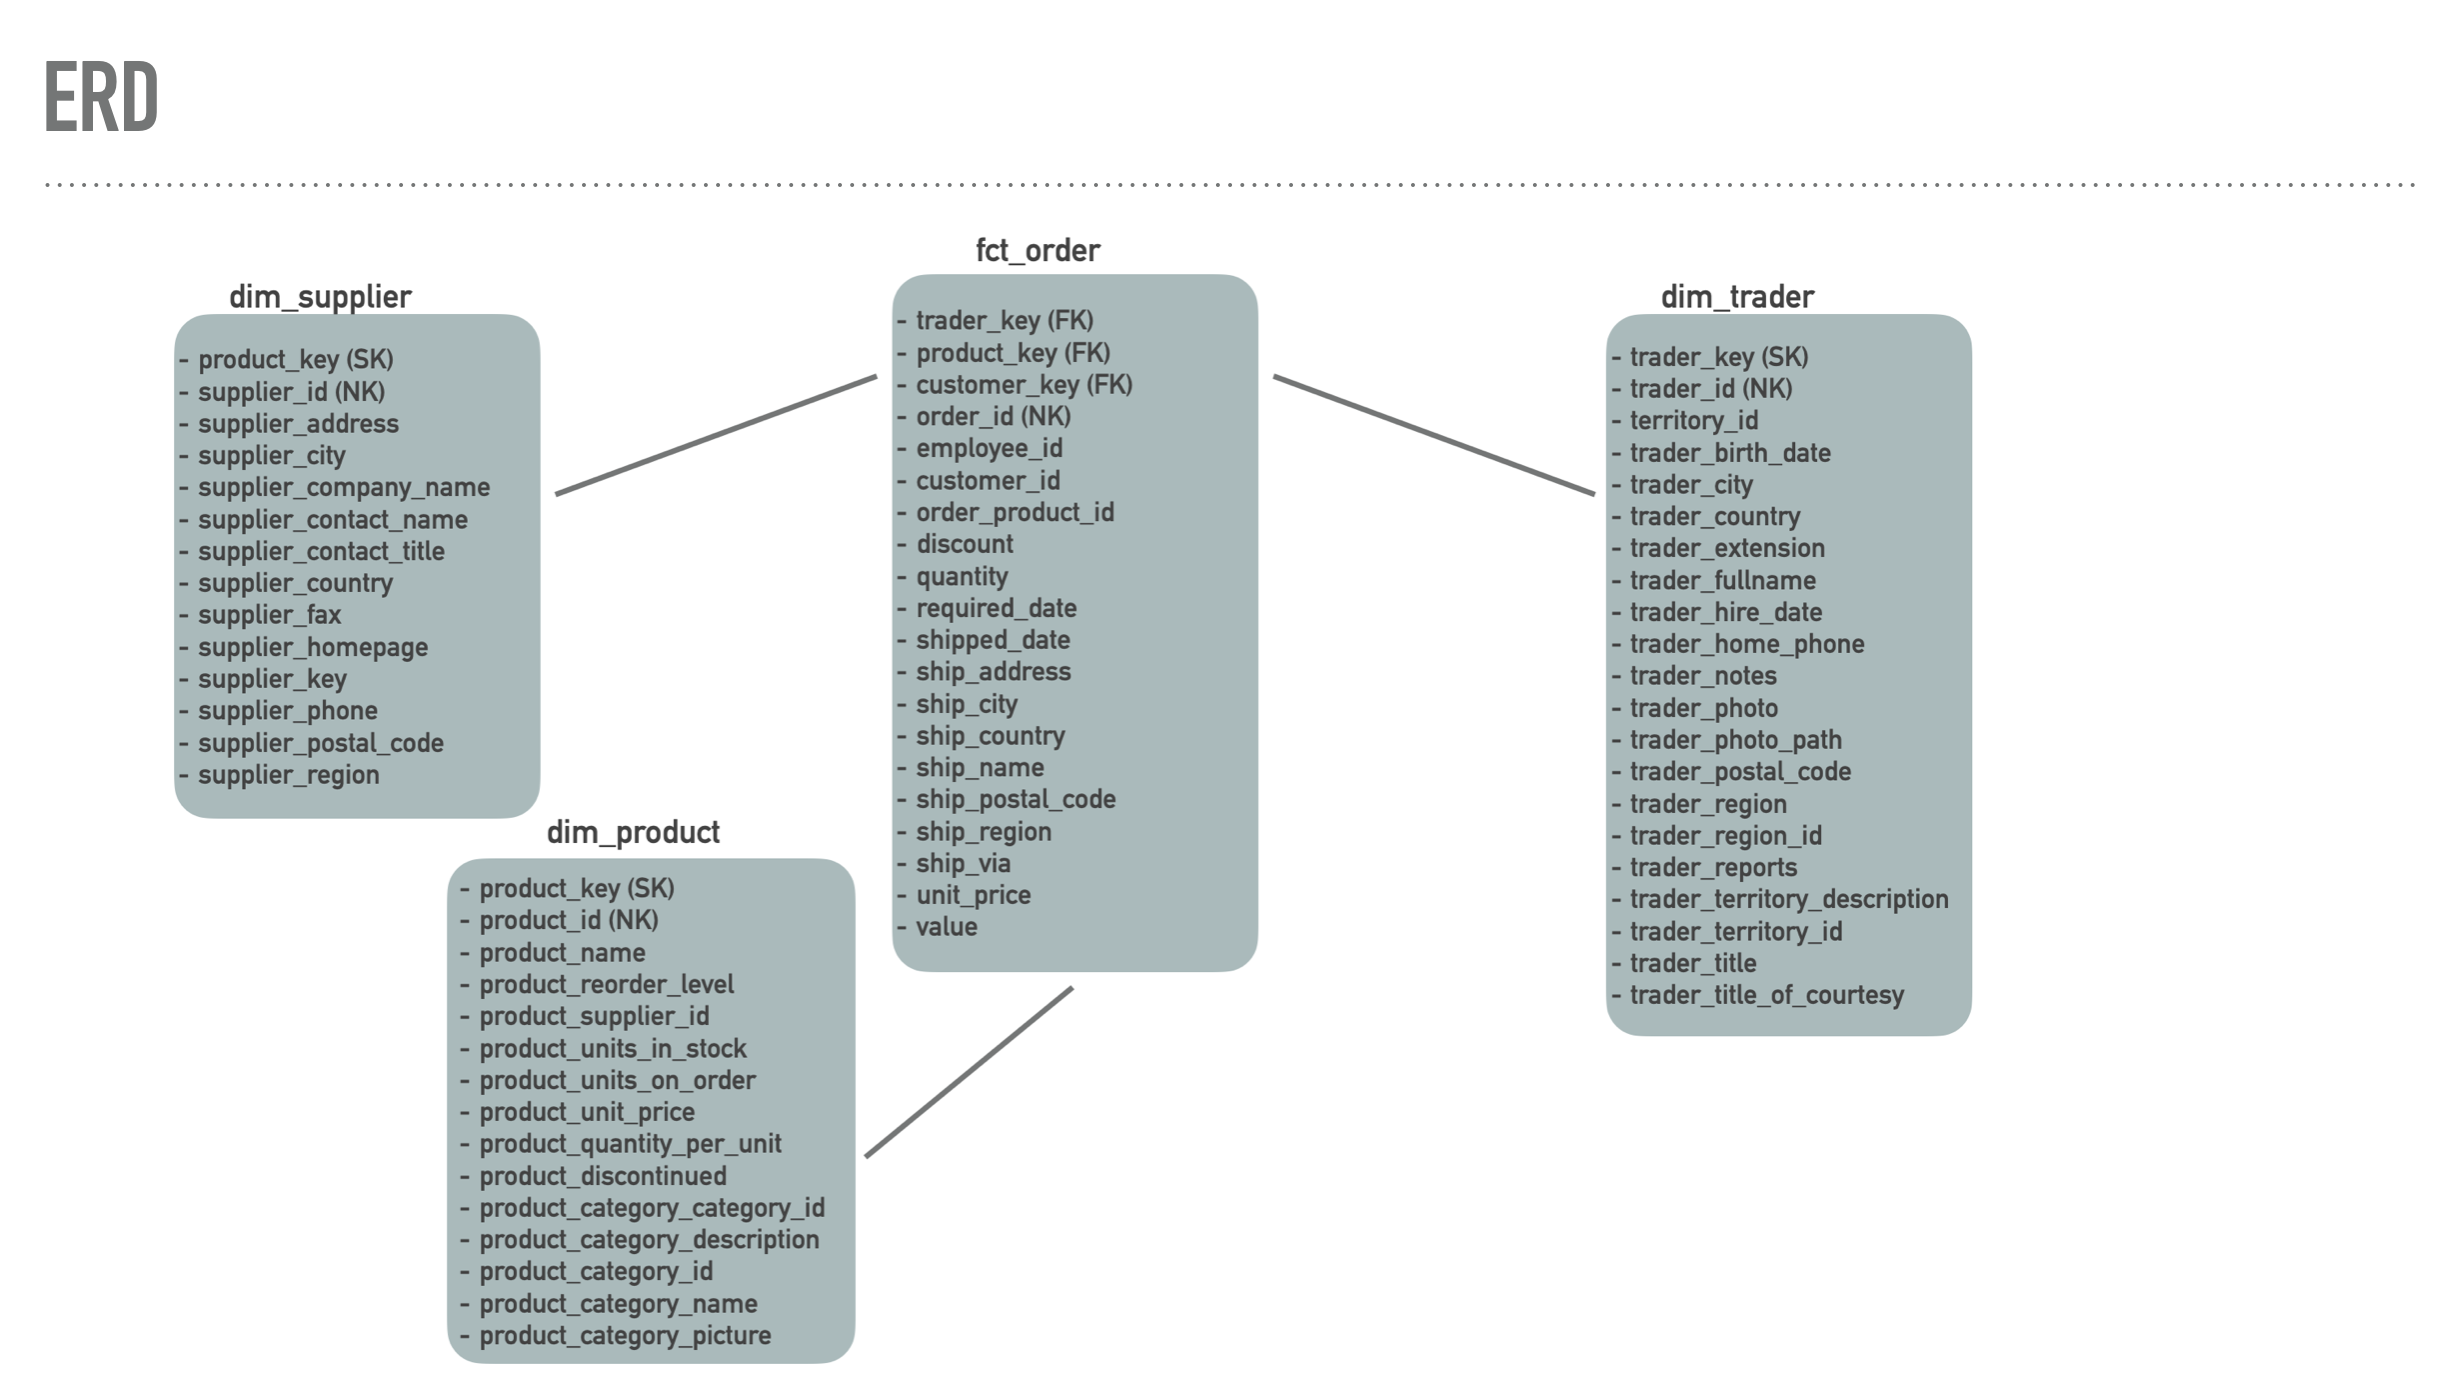 ERD
dim_supplier
- product_key (SK)
- supplier_id (NK)
- supplier_address
- supplier_city
- supplier_company_name
- supplier_contact_name
- supplier_contact_title
- supplier_country
- supplier_fax
- supplier_homepage
- supplier_key
- supplier_phone
- supplier_postal_code
- supplier_region
fct_order
- trader_key (FK)
- product_key (FK)
- customer_key (FK)
- order_id (NK)
- employee_id
- customer_id
- order_product_id
- discount
- quantity
- required_date
- shipped_date
- ship_address
- ship_city
- ship_country
- ship_name
- ship_postal_code
- ship_region
- ship_via
- unit_price
- value
dim_trader
- trader_key (SK)
- trader_id (NK)
- territory_id
- trader_birth_date
- trader_city
- trader_country
- trader_extension
- trader_fullname
- trader_hire_date
- trader_home_phone
- trader_notes
- trader_photo
- trader_photo_path
- trader_postal_code
- trader_region
- trader_region_id
- trader_reports
- trader_territory_description
- trader_territory_id
- trader_title
- trader_title_of_courtesy
dim_product
- product_key (SK)
- product_id (NK)
- product_name
- product_reorder_level
- product_supplier_id
- product_units_in_stock
- product_units_on_order
- product_unit_price
- product_quantity_per_unit
- product_discontinued
- product_category_category_id
- product_category_description
- product_category_id
- product_category_name
- product_category_picture